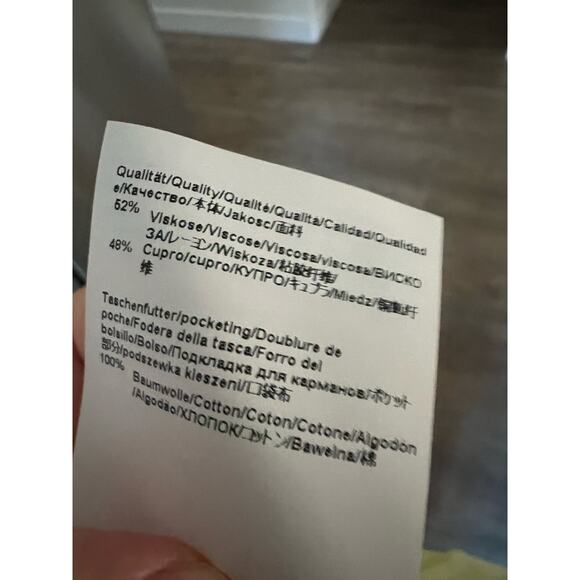 Qualität/Quality/Qualité/Qualità/Calidad/Qualidad
e/Качество/本体/Jakosc/面料
52%
Viskose/Viscose/Viscosa/viscosa/ВИСКО
ЗА/レーヨン/Wiskoza/粘胶纤维/
48%
Cupro/cupro/КУПРО/キュプラ/Miedz/铜氨纤
维
Taschenfutter/pocketing/Doublure de
poche/Fodera della tasca/Forro del
bolsillo/Bolso/Подкладка для карманов/ポケット
部分/podszewka kieszeni/口袋布
100%
Baumwolle/Cotton/Coton/Cotone/Algodón
/Algodão/ХЛОПОК/コットン/Bawelna/棉